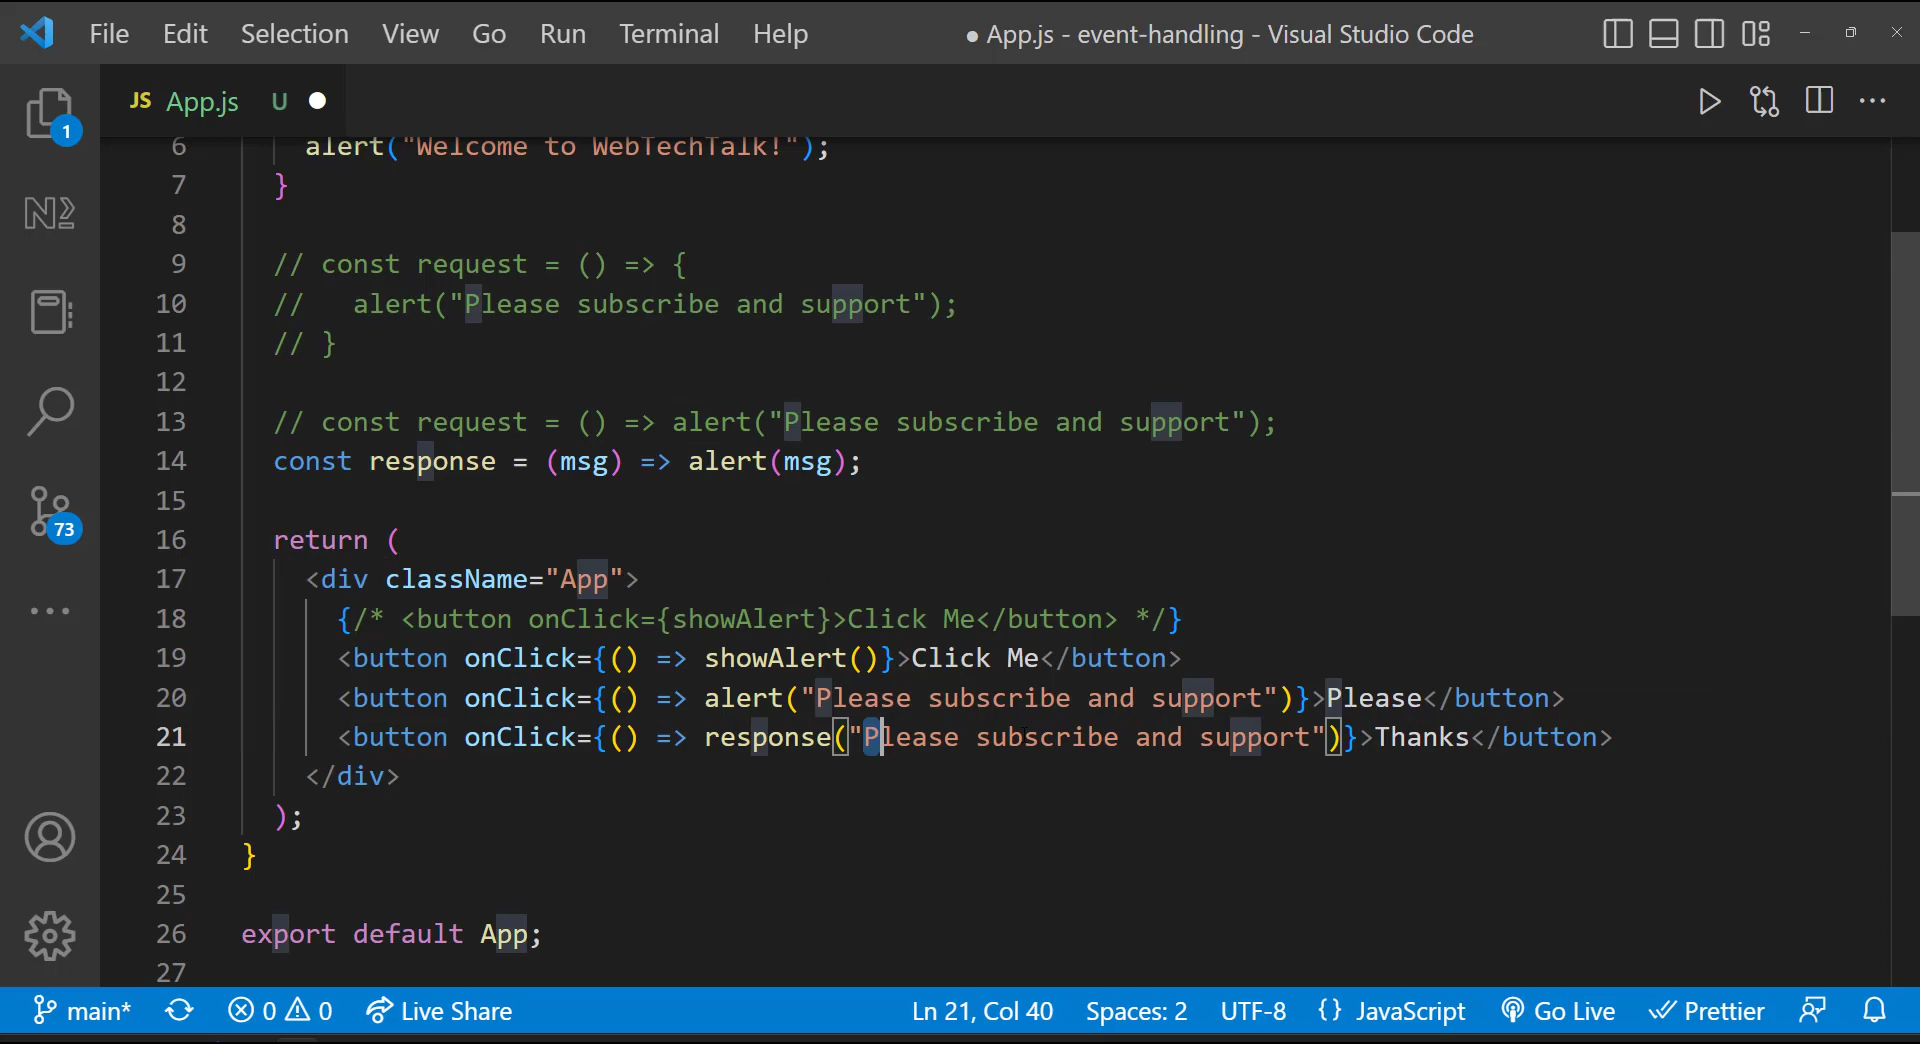 File Edit Selection View Go Run Terminal Help ● App.js - event-handling - Visual Studio Code
JS App.js U
1
73
6 alert("Welcome to WebTechTalk!");
7 }
8
9 // const request = () => {
10 //   alert("Please subscribe and support");
11 // }
12
13 // const request = () => alert("Please subscribe and support");
14 const response = (msg) => alert(msg);
15
16 return (
17 <div className="App">
18 {/* <button onClick={showAlert}>Click Me</button> */}
19 <button onClick={() => showAlert()}>Click Me</button>
20 <button onClick={() => alert("Please subscribe and support")}>Please</button>
21 <button onClick={() => response("Please subscribe and support")}>Thanks</button>
22 </div>
23 );
24 }
25
26 export default App;
27
main* 0 0 Live Share Ln 21, Col 40 Spaces: 2 UTF-8 {} JavaScript Go Live Prettier